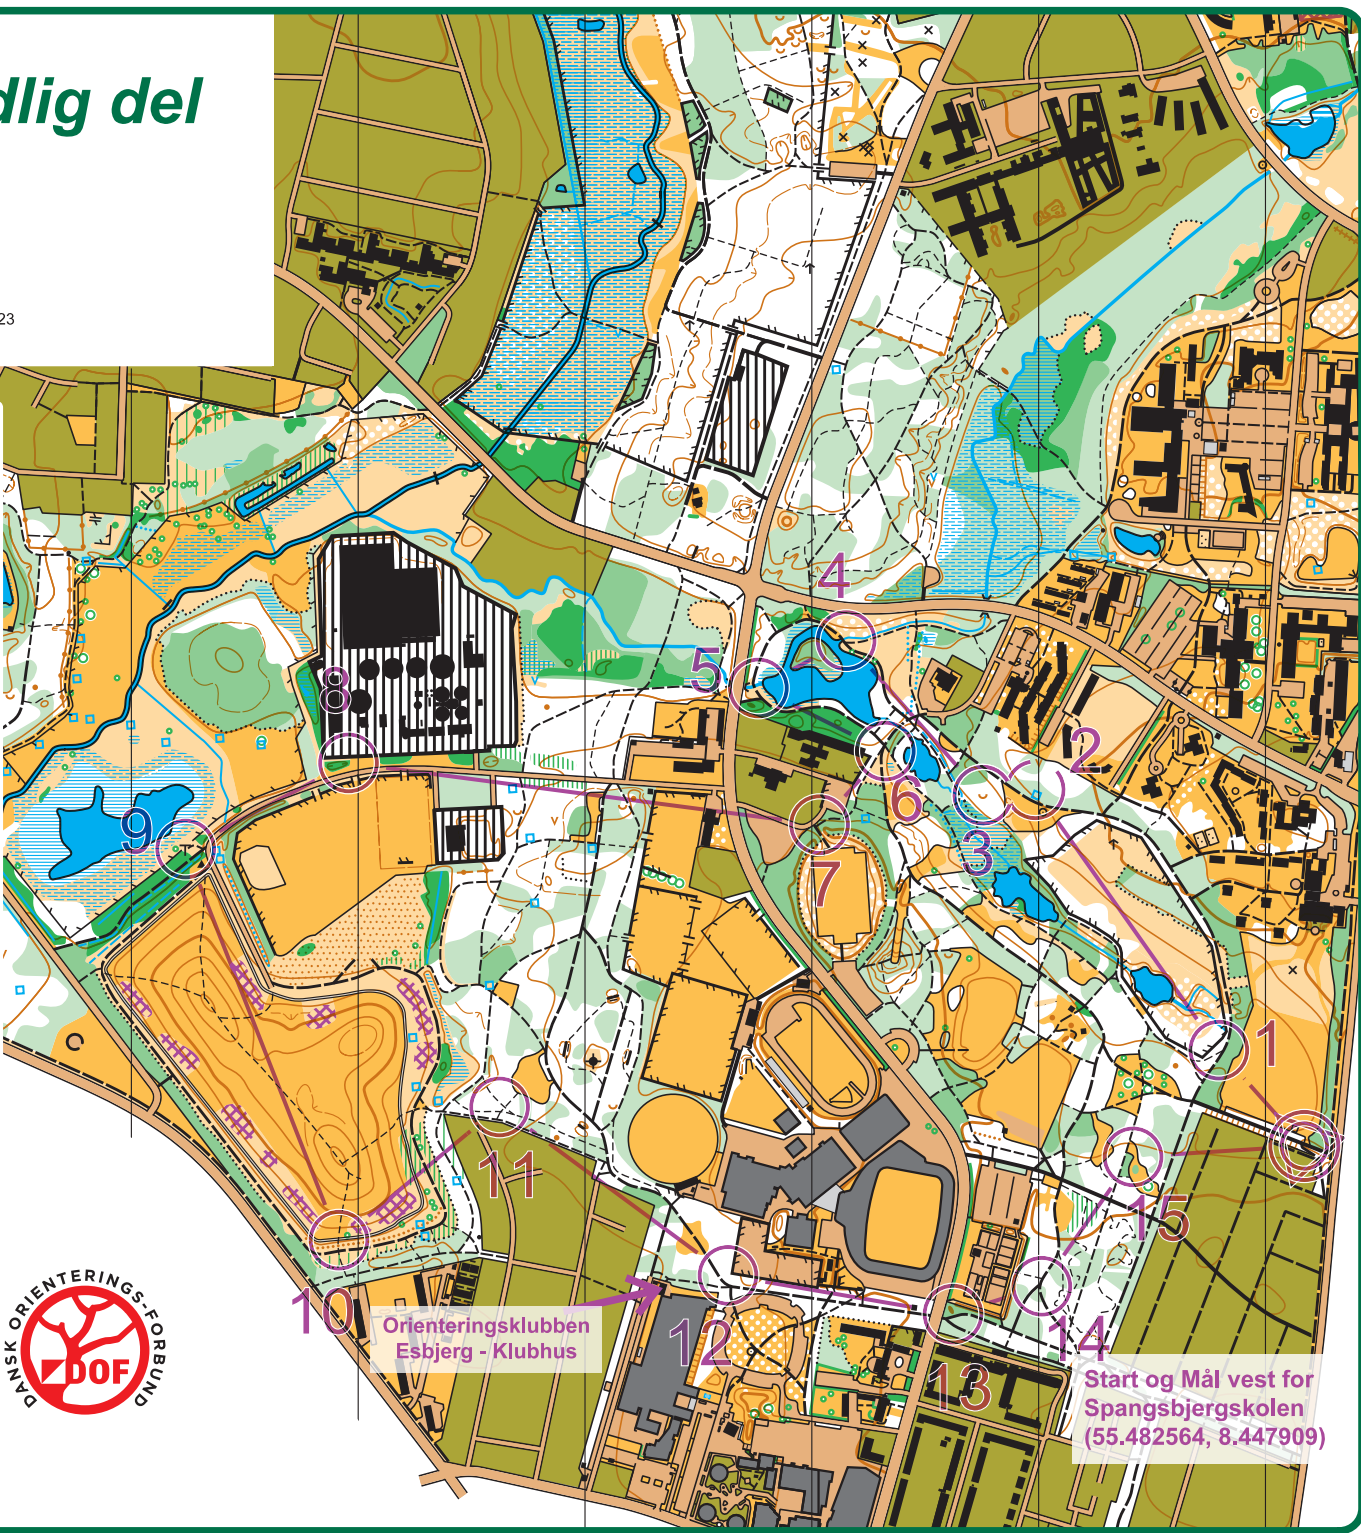 dlig del
23
4
5
2
8
6
9
3
7
1
11
15
10
Orienteringsklubben
Esbjerg - Klubhus
12
14
13
Start og Mål vest for
Spangsbjergskolen
(55.482564, 8.447909)
DANSK ORIENTERINGS-FORBUND
DOF